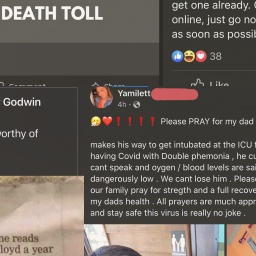 DEATH TOLL
get one already. C
online, just go no
as soon as possib
38
Comment
Share
Like
Godwin
orthy of
Yamilett
4h
Please PRAY for my dad
makes his way to get intubated at the ICU f
having Covid with Double phemonia , he cu
cant speak and oygen / blood levels are sai
dangerously low . We cant lose him . Please
our family pray for stregth and a full recove
my dads health . All prayers are much appr
and stay safe this virus is really no joke .
ne reads
loyd a year